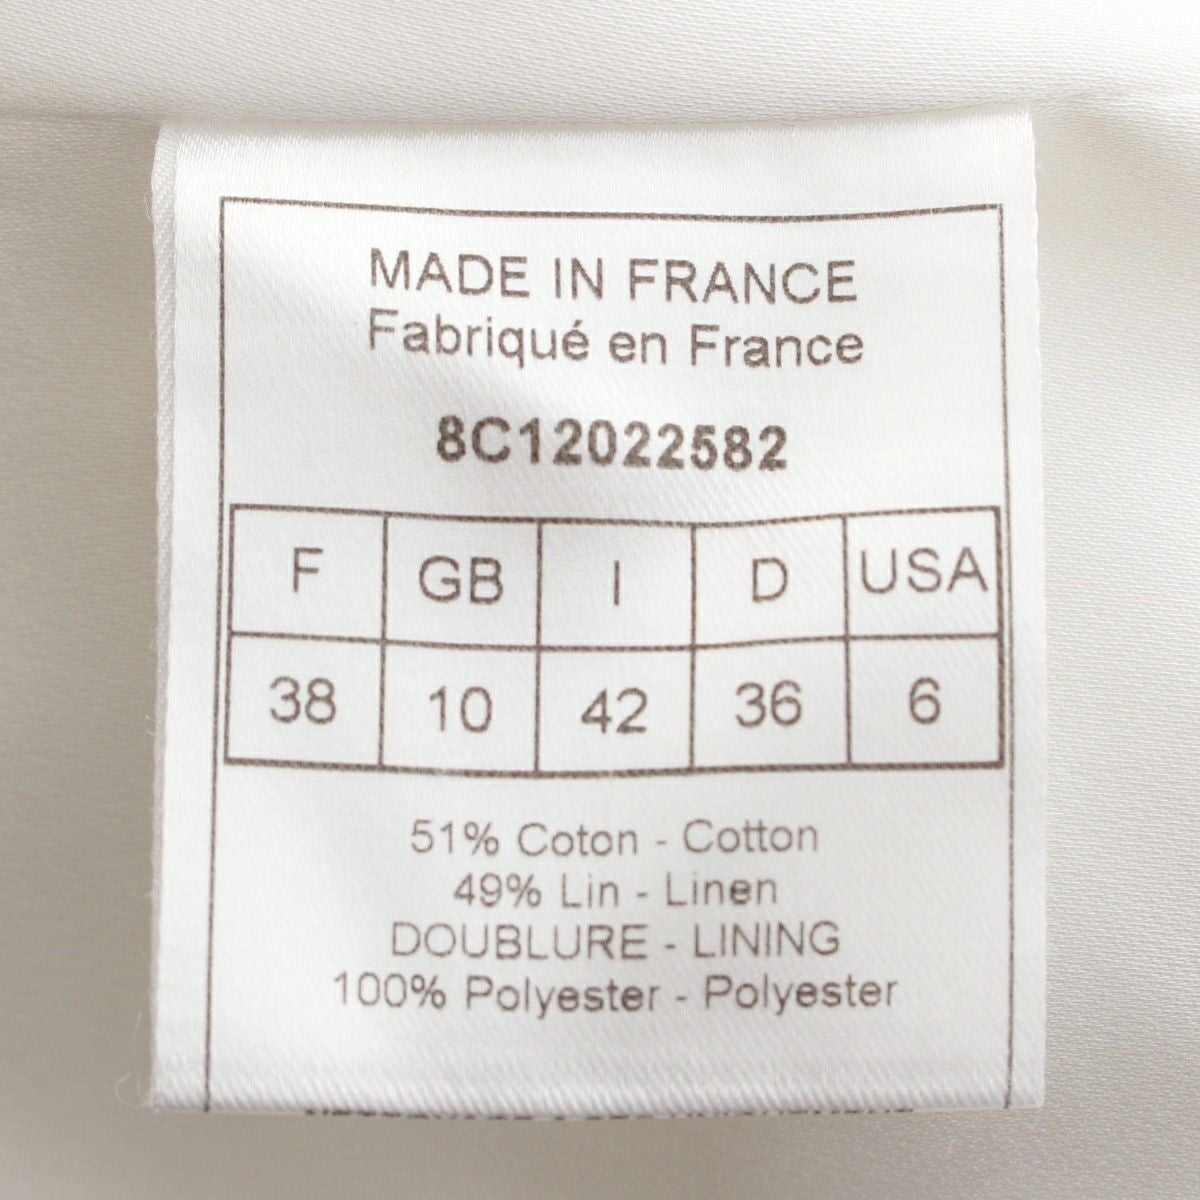 MADE IN FRANCE
Fabriqué en France
8C12022582
F GB I D USA
38 10 42 36 6
51% Coton - Cotton
49% Lin - Linen
DOUBLURE - LINING
100% Polyester - Polyester